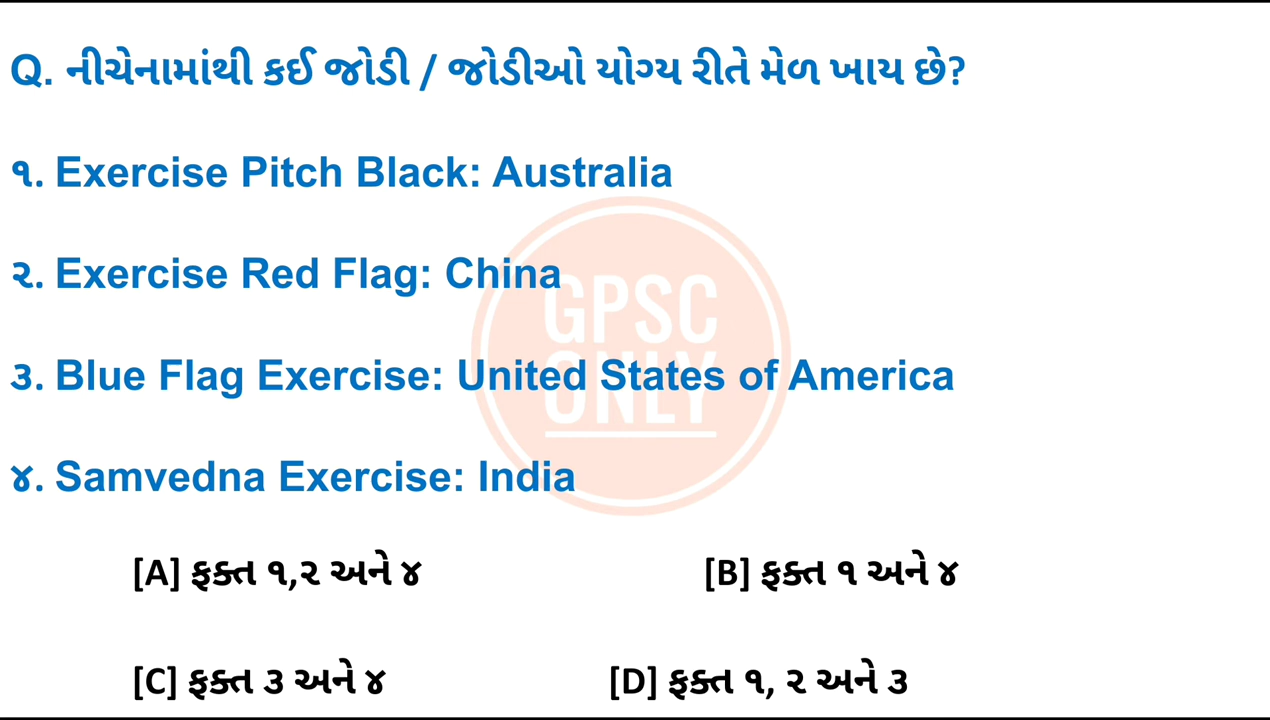 Q. નીચેનામાંથી કઈ જોડી / જોડીઓ યોગ્ય રીતે મેળ ખાય છે?
૧. Exercise Pitch Black: Australia
૨. Exercise Red Flag: China
GPSC
ONLY
૩. Blue Flag Exercise: United States of America
૪. Samvedna Exercise: India
[A] ફક્ત ૧,૨ અને ૪ [B] ફક્ત ૧ અને ૪
[C] ફક્ત ૩ અને ૪ [D] ફક્ત ૧, ૨ અને ૩